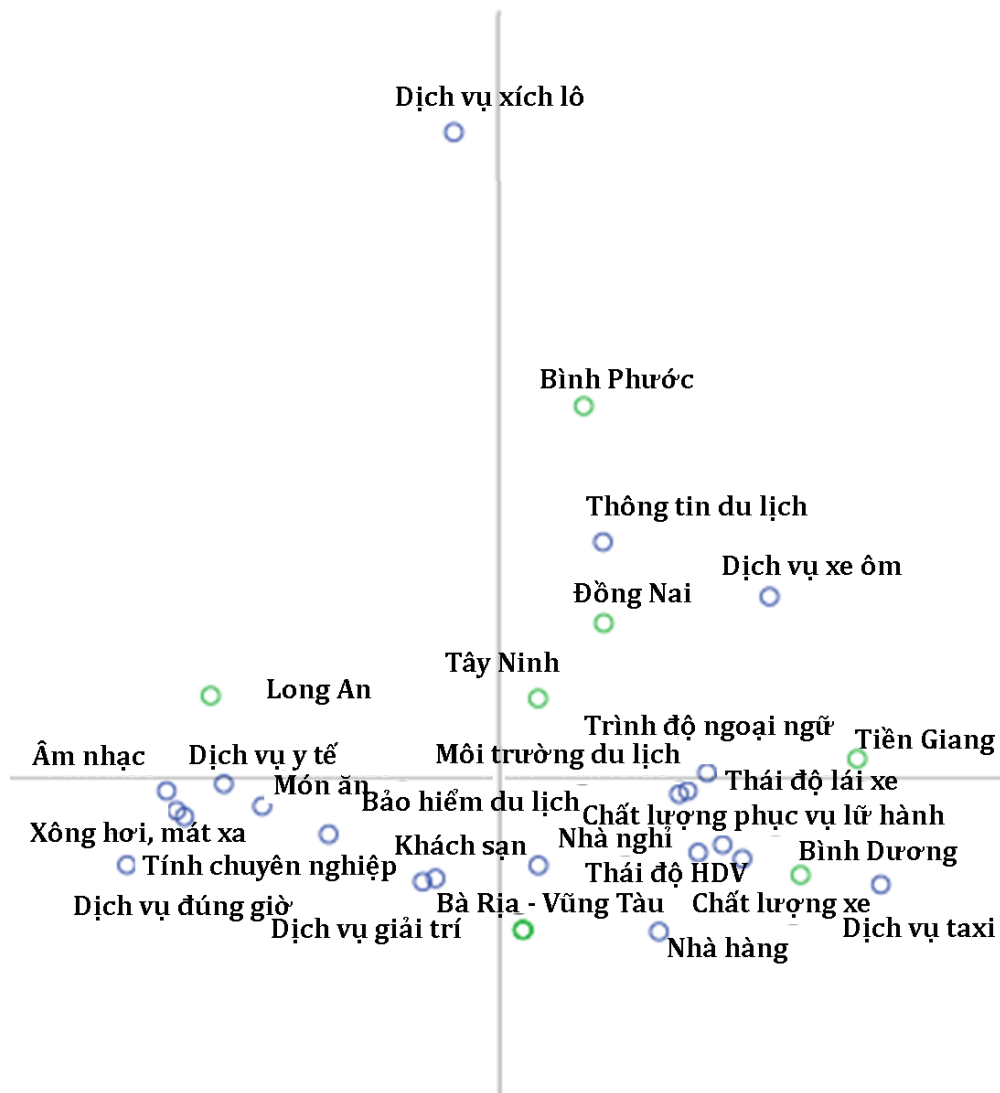 Dịch vụ xích lô
Bình Phước
Thông tin du lịch
Dịch vụ xe ôm
Đồng Nai
Tây Ninh
Long An
Trình độ ngoại ngữ
Tiền Giang
Âm nhạc
Dịch vụ y tế
Môi trường du lịch
Món ăn
Thái độ lái xe
Bảo hiểm du lịch
Chất lượng phục vụ lữ hành
Xông hơi, mát xa
Khách sạn
Nhà nghỉ
Bình Dương
Tính chuyên nghiệp
Thái độ HDV
Dịch vụ đúng giờ
Bà Rịa - Vũng Tàu
Chất lượng xe
Dịch vụ giải trí
Dịch vụ taxi
Nhà hàng